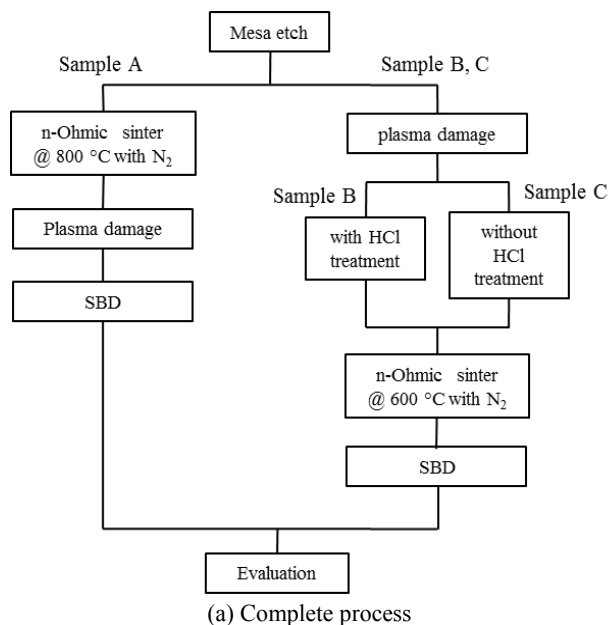 Mesa etch
Sample A
Sample B, C
n-Ohmic sinter
@ 800 °C with N₂
plasma damage
Sample B
Sample C
Plasma damage
with HCl
treatment
without
HCl
treatment
SBD
n-Ohmic sinter
@ 600 °C with N₂
SBD
Evaluation
(a) Complete process